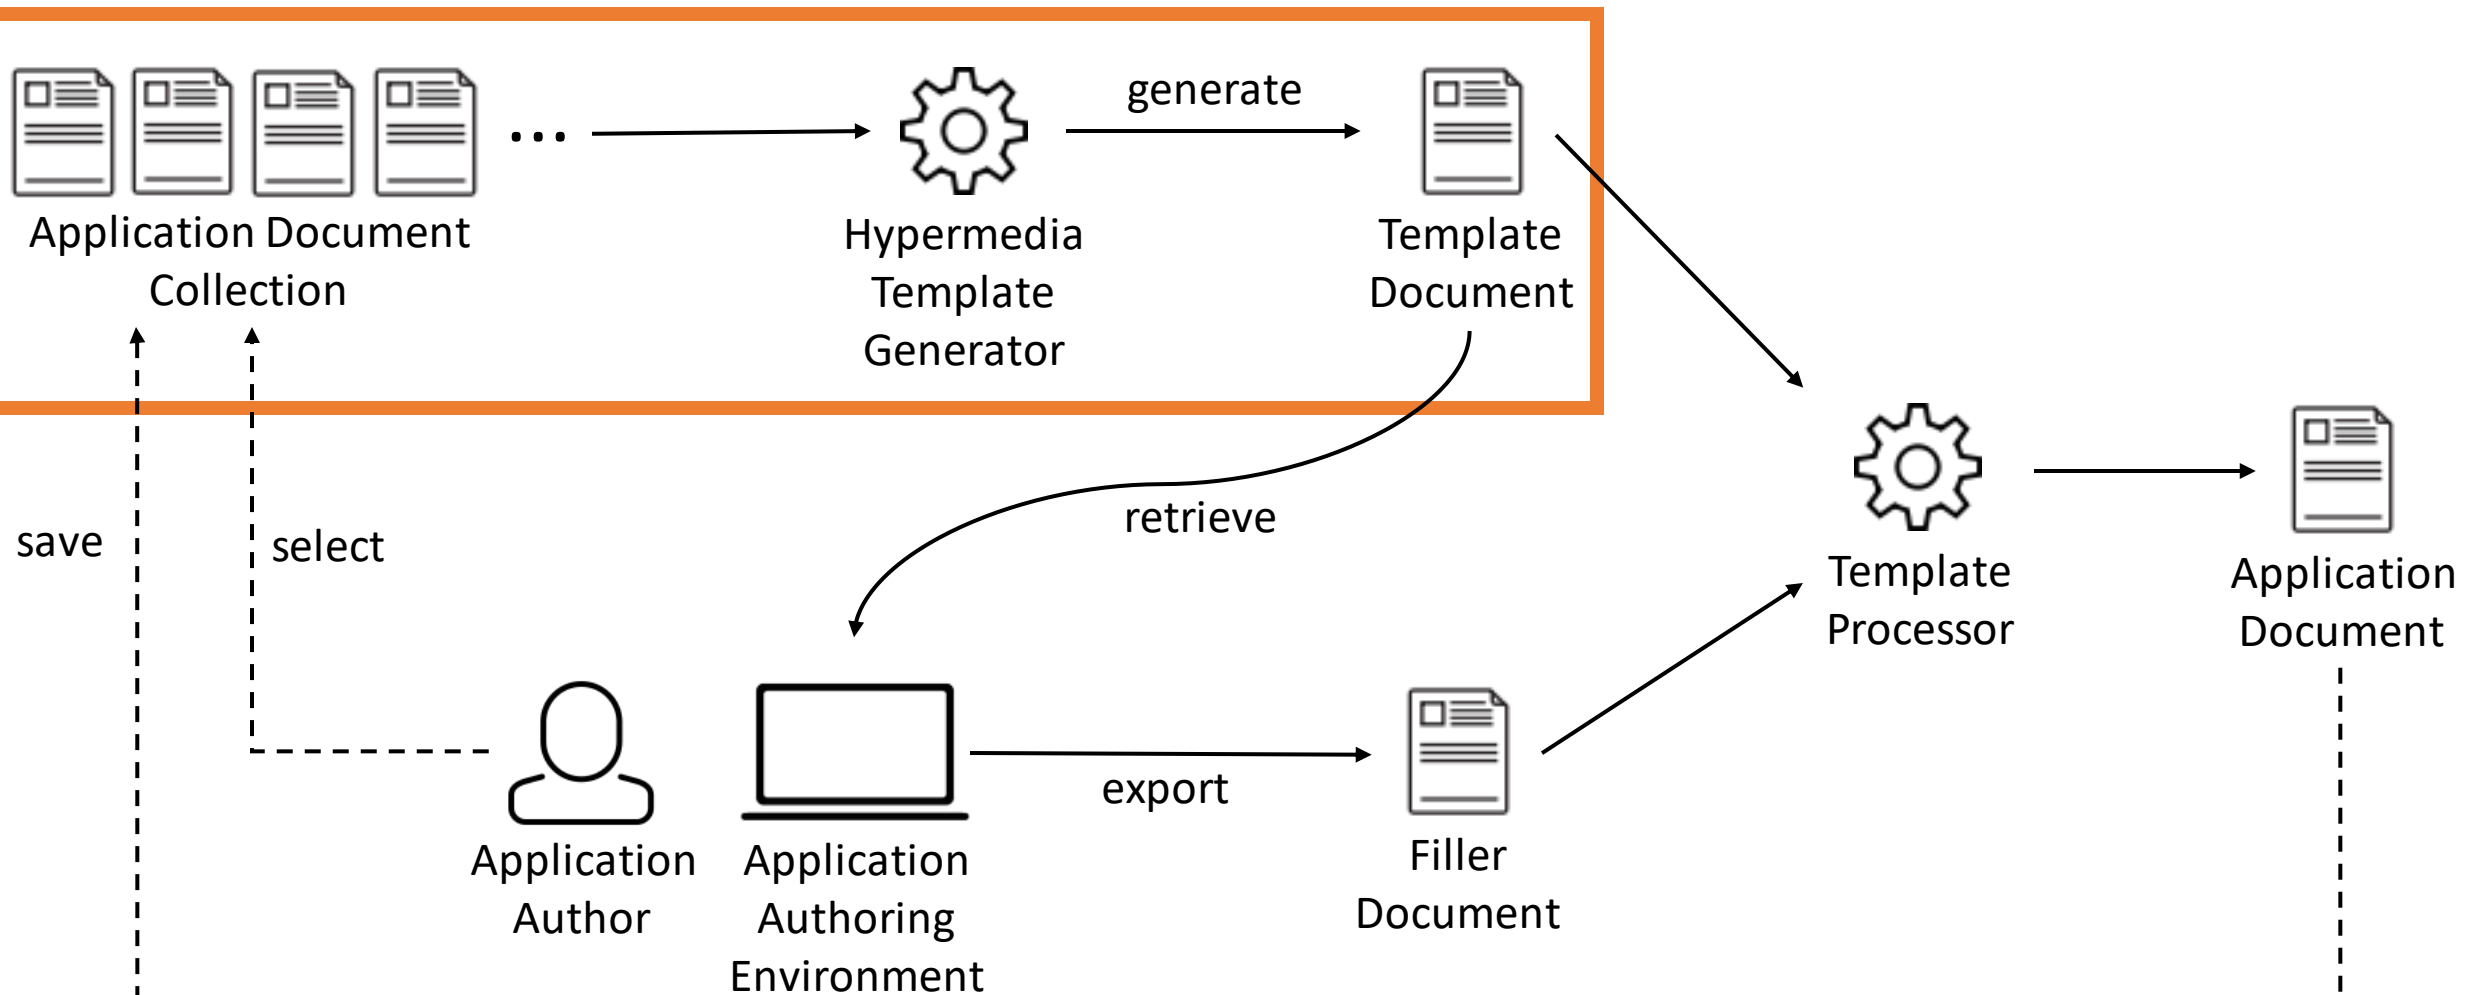 generate
...
Application Document
Collection
Hypermedia
Template
Generator
Template
Document
retrieve
save
select
Template
Processor
Application
Document
export
Application
Author
Application
Authoring
Environment
Filler
Document